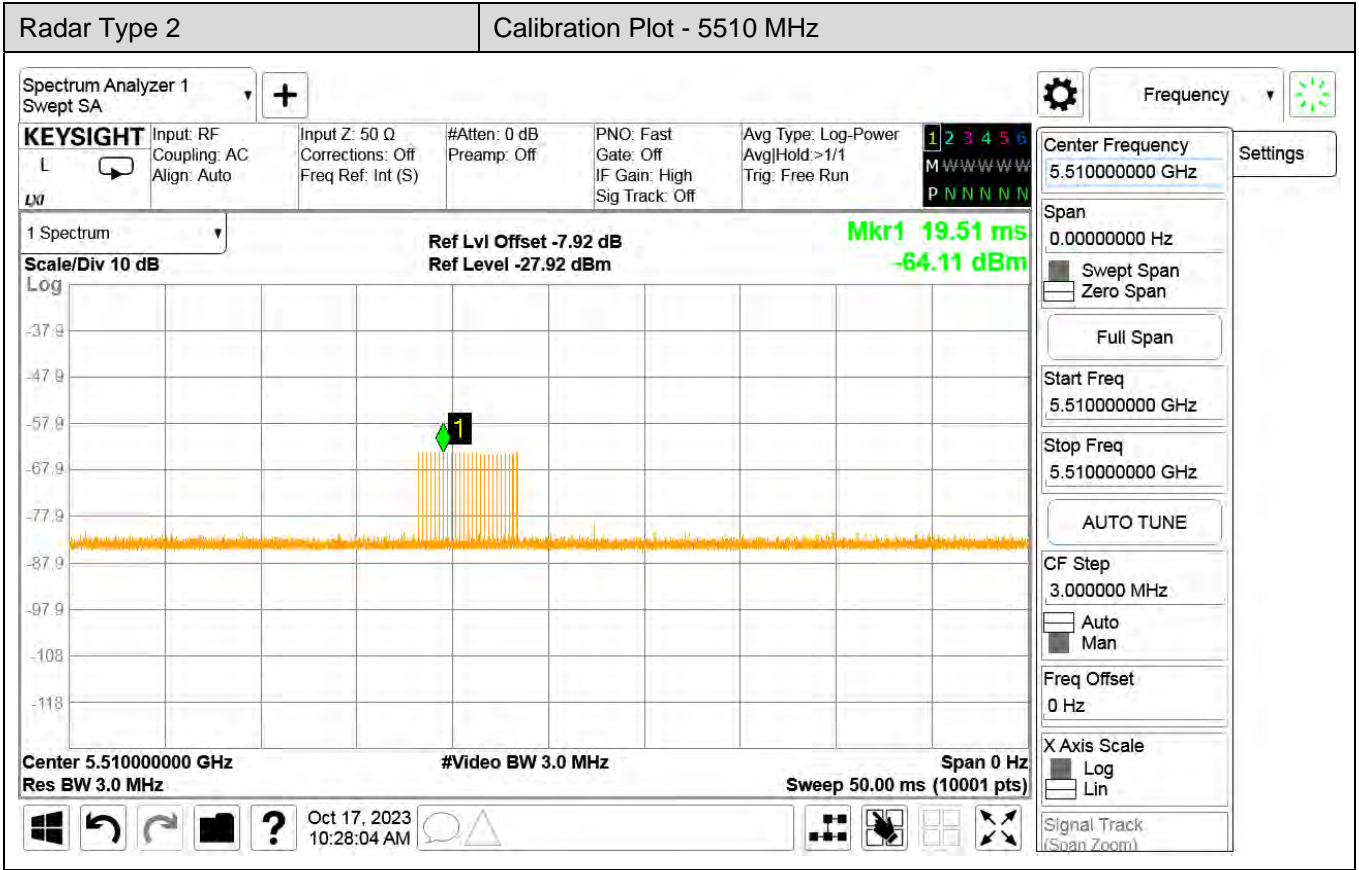 Radar Type 2
Calibration Plot - 5510 MHz
Spectrum Analyzer 1
Swept SA
Frequency
Settings
KEYSIGHT
L
LXI
Input: RF
Coupling: AC
Align: Auto
Input Z: 50 Ω
Corrections: Off
Freq Ref: Int (S)
#Atten: 0 dB
Preamp: Off
PNO: Fast
Gate: Off
IF Gain: High
Sig Track: Off
Avg Type: Log-Power
Avg|Hold:>1/1
Trig: Free Run
1 2 3 4 5 6
M W W W W W
P N N N N N
1 Spectrum
Scale/Div 10 dB
Log
Ref Lvl Offset -7.92 dB
Ref Level -27.92 dBm
Mkr1 19.51 ms
-64.11 dBm
-37.9
-47.9
-57.9
-67.9
-77.9
-87.9
-97.9
-108
-118
1
Center 5.510000000 GHz
Res BW 3.0 MHz
#Video BW 3.0 MHz
Span 0 Hz
Sweep 50.00 ms (10001 pts)
Center Frequency
5.510000000 GHz
Span
0.00000000 Hz
Swept Span
Zero Span
Full Span
Start Freq
5.510000000 GHz
Stop Freq
5.510000000 GHz
AUTO TUNE
CF Step
3.000000 MHz
Auto
Man
Freq Offset
0 Hz
X Axis Scale
Log
Lin
Signal Track
(Span Zoom)
?
Oct 17, 2023
10:28:04 AM